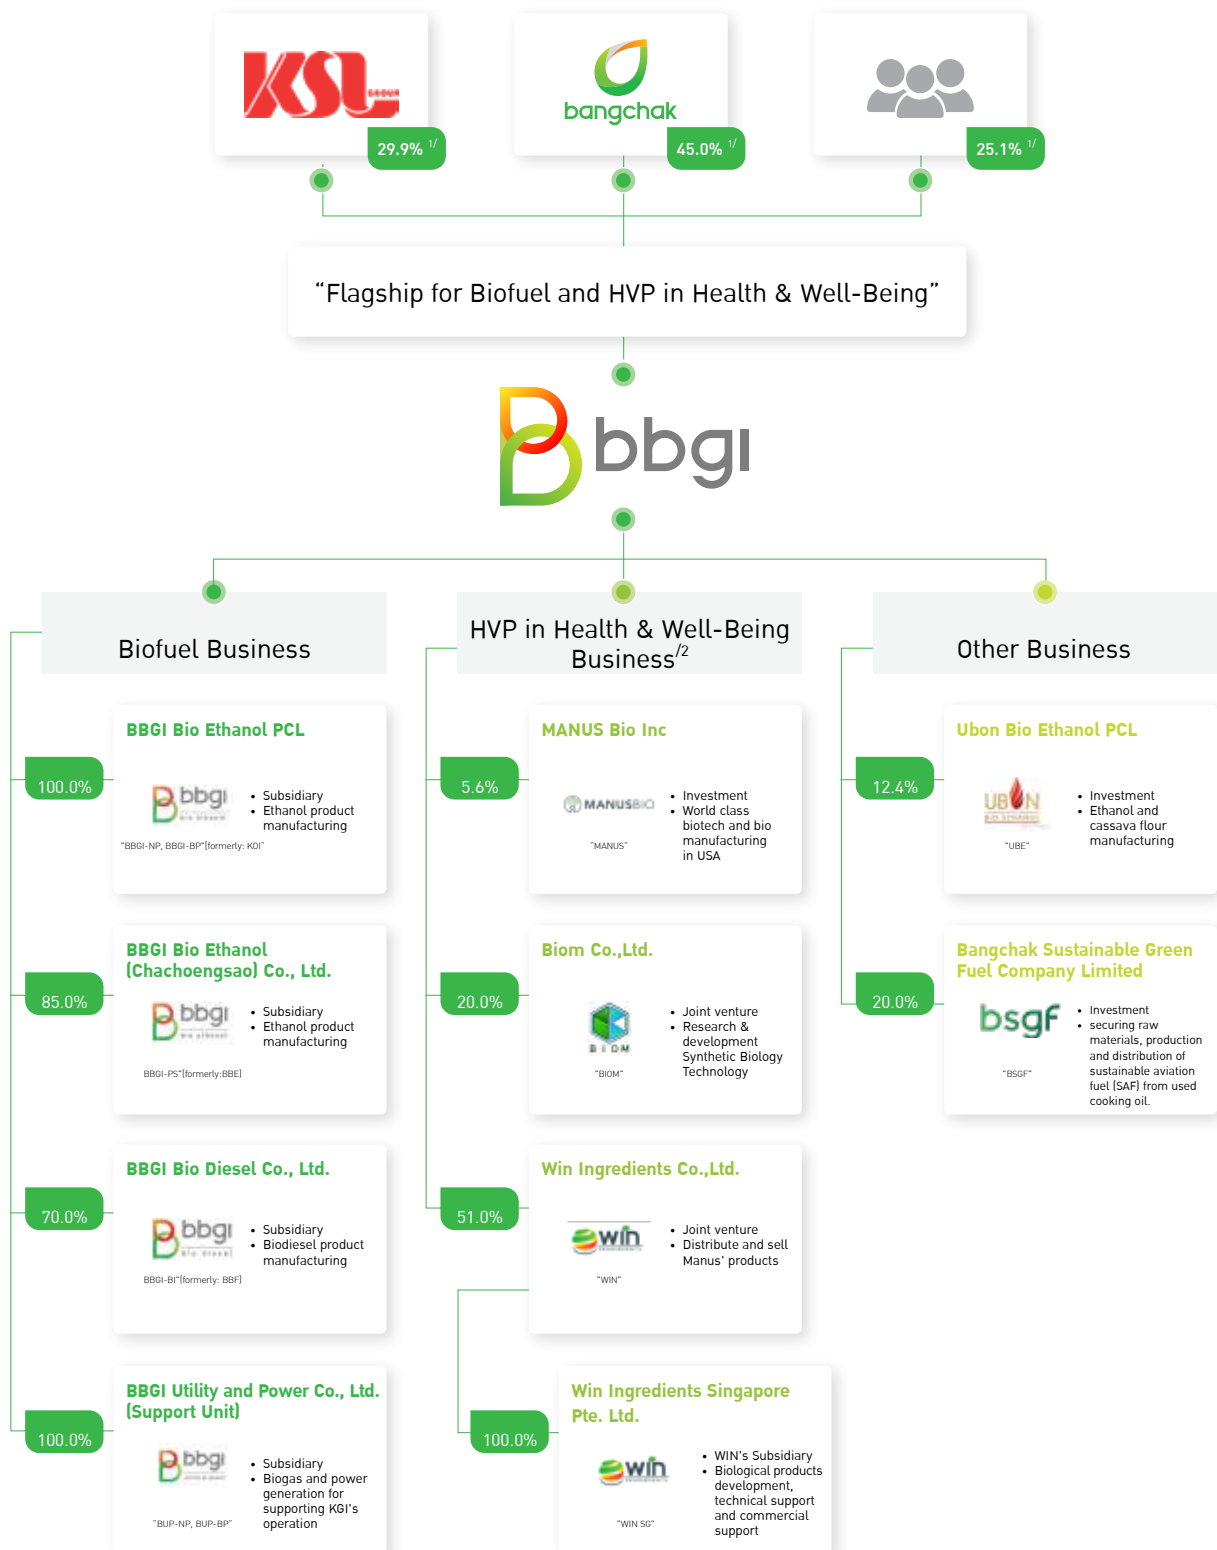 KSL
GROUP
29.9% 1/
bangchak
45.0% 1/
25.1% 1/
“Flagship for Biofuel and HVP in Health & Well-Being”
bbgi
Biofuel Business
BBGI Bio Ethanol PCL
100.0%
bbgi
bio ethanol
• Subsidiary
• Ethanol product
manufacturing
"BBGI-NP, BBGI-BP"(formerly: KOI"
BBGI Bio Ethanol
(Chachoengsao) Co., Ltd.
85.0%
bbgi
bio ethanol
• Subsidiary
• Ethanol product
manufacturing
BBGI-PS"(formerly:BBE)
BBGI Bio Diesel Co., Ltd.
70.0%
bbgi
bio diesel
• Subsidiary
• Biodiesel product
manufacturing
BBGI-BI"(formerly: BBF)
BBGI Utility and Power Co., Ltd.
(Support Unit)
100.0%
bbgi
• Subsidiary
• Biogas and power
generation for
supporting KGI's
operation
"BUP-NP, BUP-BP"
HVP in Health & Well-Being
Business/2
MANUS Bio Inc
5.6%
MANUSBIO
• Investment
• World class
biotech and bio
manufacturing
in USA
"MANUS"
Biom Co.,Ltd.
20.0%
BIOM
• Joint venture
• Research &
development
Synthetic Biology
Technology
"BIOM"
Win Ingredients Co.,Ltd.
51.0%
win
• Joint venture
• Distribute and sell
Manus' products
"WIN"
Win Ingredients Singapore
Pte. Ltd.
100.0%
win
• WIN's Subsidiary
• Biological products
development,
technical support
and commercial
support
"WIN SG"
Other Business
Ubon Bio Ethanol PCL
12.4%
UBON
BIO ETHANOL
• Investment
• Ethanol and
cassava flour
manufacturing
"UBE"
Bangchak Sustainable Green
Fuel Company Limited
20.0%
bsgf
• Investment
• securing raw
materials, production
and distribution of
sustainable aviation
fuel (SAF) from used
cooking oil.
"BSGF"